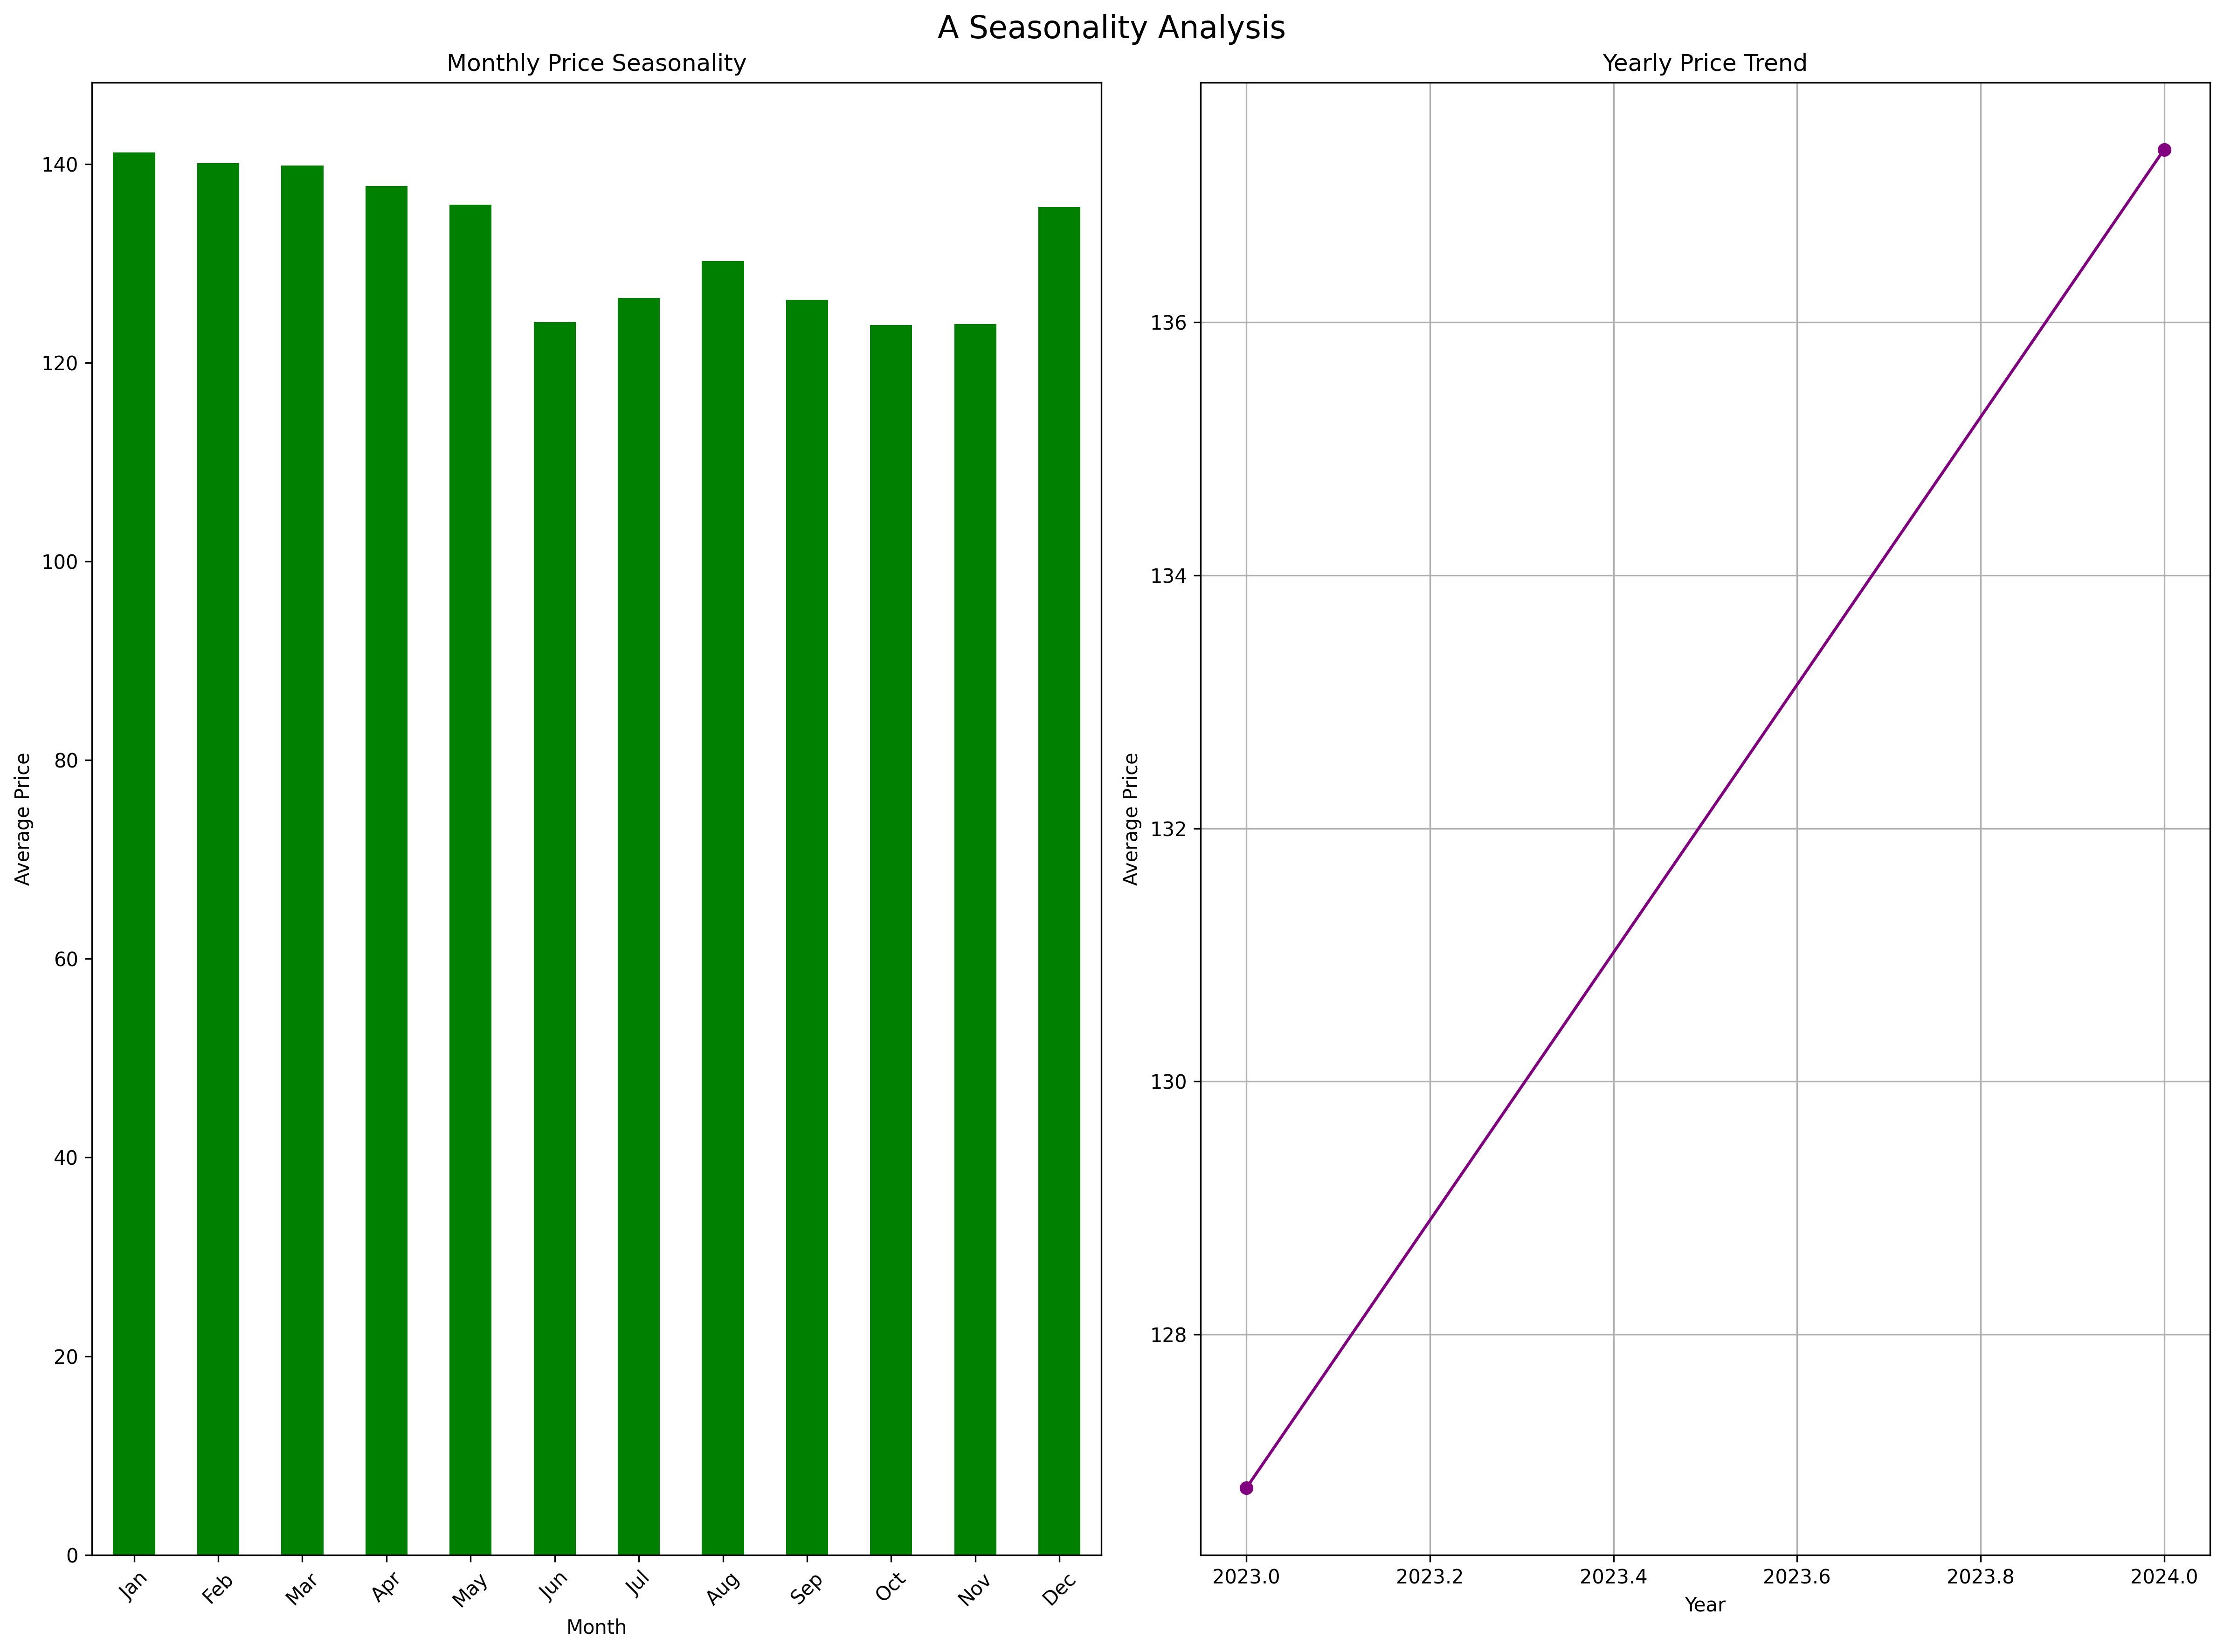 A Seasonality Analysis
Monthly Price Seasonality
Average Price
140
120
100
80
60
40
20
0
Jan
Feb
Mar
Apr
May
Jun
Jul
Aug
Sep
Oct
Nov
Dec
Month
Yearly Price Trend
Average Price
136
134
132
130
128
2023.0
2023.2
2023.4
2023.6
2023.8
2024.0
Year